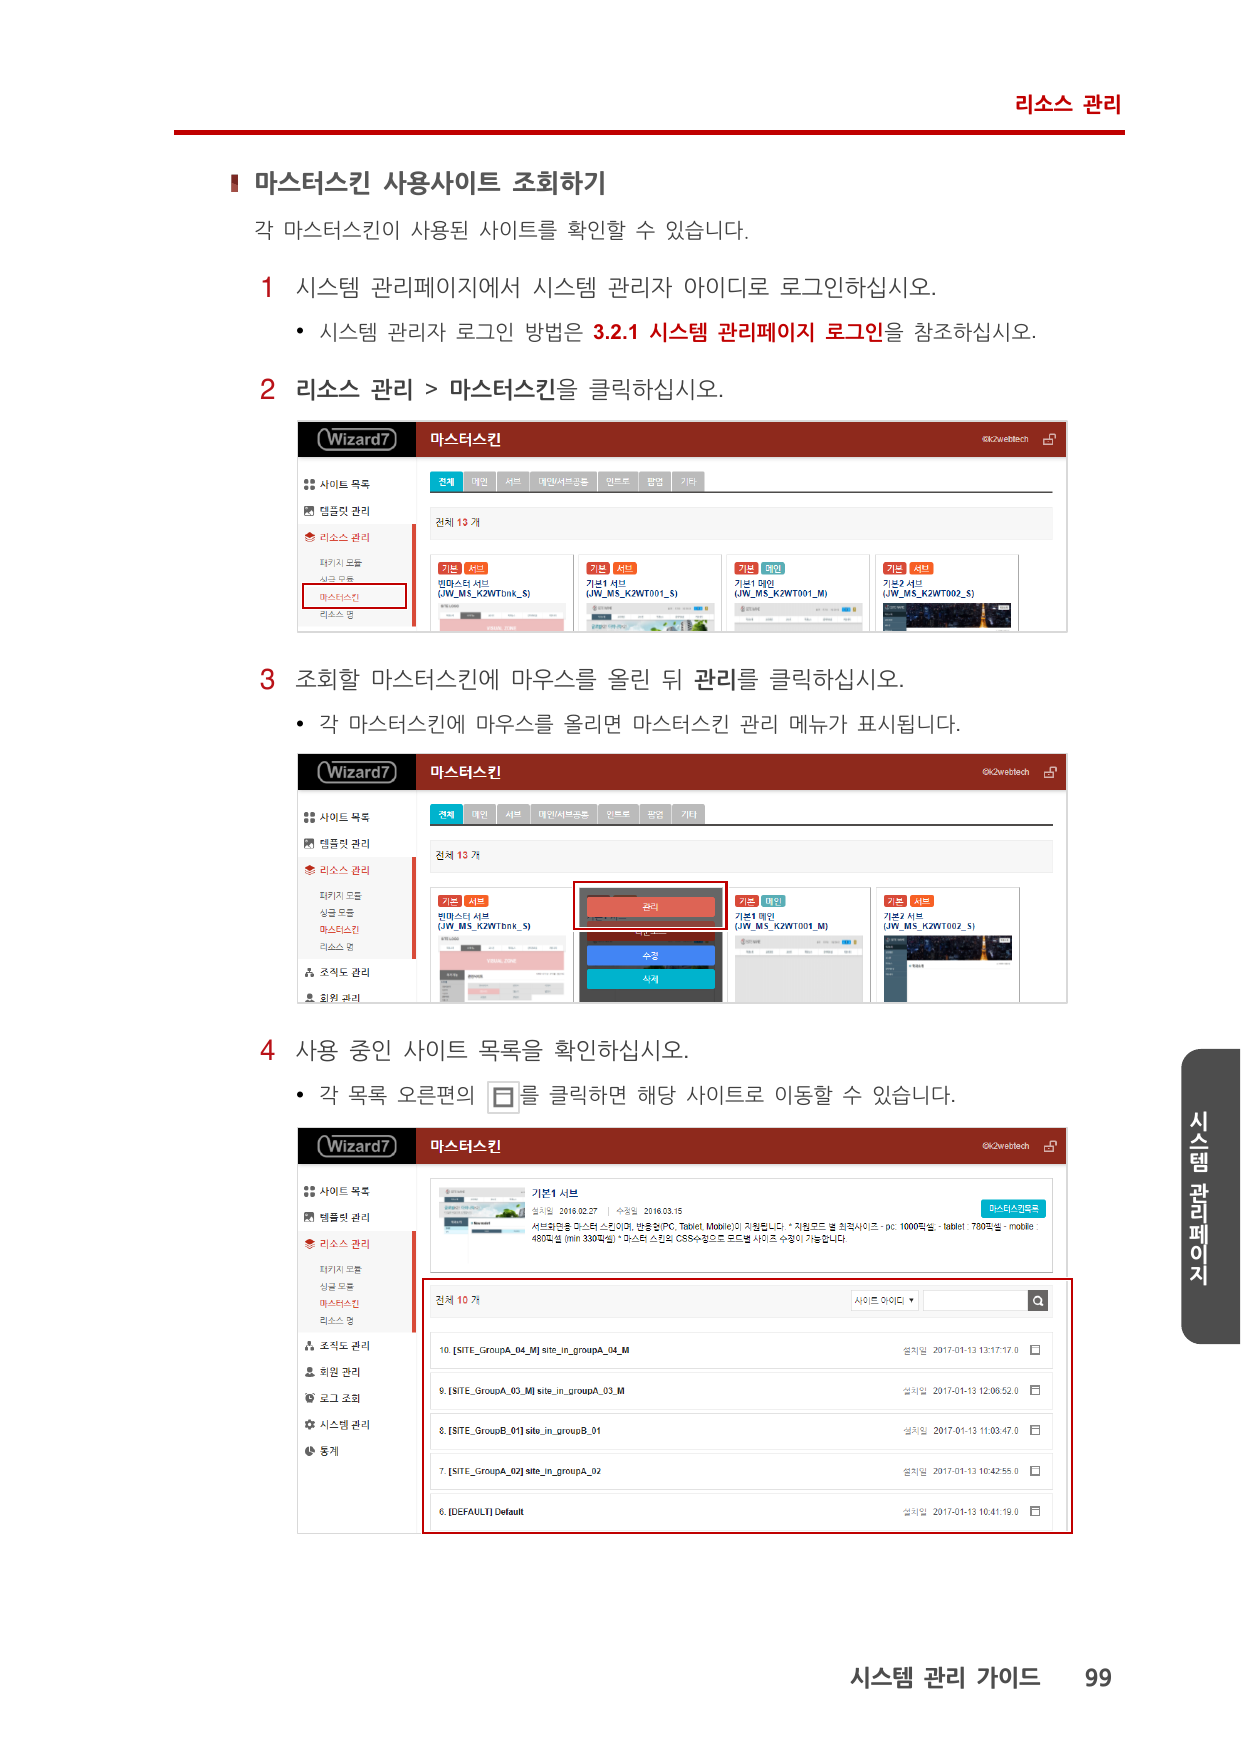 리소스 관리
마스터스킨 사용사이트 조회하기
각 마스터스킨이 사용된 사이트를 확인할 수 있습니다.
1 시스템 관리페이지에서 시스템 관리자 아이디로 로그인하십시오.
• 시스템 관리자 로그인 방법은 3.2.1 시스템 관리페이지 로그인을 참조하십시오.
2 리소스 관리 > 마스터스킨을 클릭하십시오.
Wizard7 마스터스킨 @k2webtech
사이트 목록
템플릿 관리
리소스 관리
패키지 모듈
싱글 모듈
마스터스킨
리소스 맵
전체 메인 서브 메인/서브공통 인트로 팝업 기타
전체 13 개
기본 서브 기본 서브 기본 메인 기본 서브
빈마스터 서브 기본1 서브 기본1 메인 기본2 서브
(JW_MS_K2WTbnk_S) (JW_MS_K2WT001_S) (JW_MS_K2WT001_M) (JW_MS_K2WT002_S)
3 조회할 마스터스킨에 마우스를 올린 뒤 관리를 클릭하십시오.
• 각 마스터스킨에 마우스를 올리면 마스터스킨 관리 메뉴가 표시됩니다.
Wizard7 마스터스킨 @k2webtech
사이트 목록
템플릿 관리
리소스 관리
패키지 모듈
싱글 모듈
마스터스킨
리소스 맵
조직도 관리
회원 관리
전체 메인 서브 메인/서브공통 인트로 팝업 기타
전체 13 개
기본 서브 관리 기본 메인 기본 서브
빈마스터 서브 기본1 메인 기본2 서브
(JW_MS_K2WTbnk_S) (JW_MS_K2WT001_M) (JW_MS_K2WT002_S)
VISUAL ZONE
수정
삭제
4 사용 중인 사이트 목록을 확인하십시오.
• 각 목록 오른편의 를 클릭하면 해당 사이트로 이동할 수 있습니다.
Wizard7 마스터스킨 @k2webtech
사이트 목록
템플릿 관리
리소스 관리
패키지 모듈
싱글 모듈
마스터스킨
리소스 맵
조직도 관리
회원 관리
로그 조회
시스템 관리
통계
기본1 서브
설치일 2016.02.27 | 수정일 2016.03.15
마스터스킨목록
서브화면용 마스터 스킨이며, 반응형(PC, Tablet, Mobile)이 지원됩니다. * 지원모드 별 최적사이즈 - pc: 1000픽셀; - tablet : 780픽셀 - mobile :
480픽셀 (min 330픽셀) * 마스터 스킨의 CSS수정으로 모드별 사이즈 수정이 가능합니다.
전체 10 개 사이트 아이디 ▼
10. [SITE_GroupA_04_M] site_in_groupA_04_M 설치일 2017-01-13 13:17:17.0
9. [SITE_GroupA_03_M] site_in_groupA_03_M 설치일 2017-01-13 12:06:52.0
8. [SITE_GroupB_01] site_in_groupB_01 설치일 2017-01-13 11:03:47.0
7. [SITE_GroupA_02] site_in_groupA_02 설치일 2017-01-13 10:42:55.0
6. [DEFAULT] Default 설치일 2017-01-13 10:41:19.0
시스템 관리페이지
시스템 관리 가이드 99